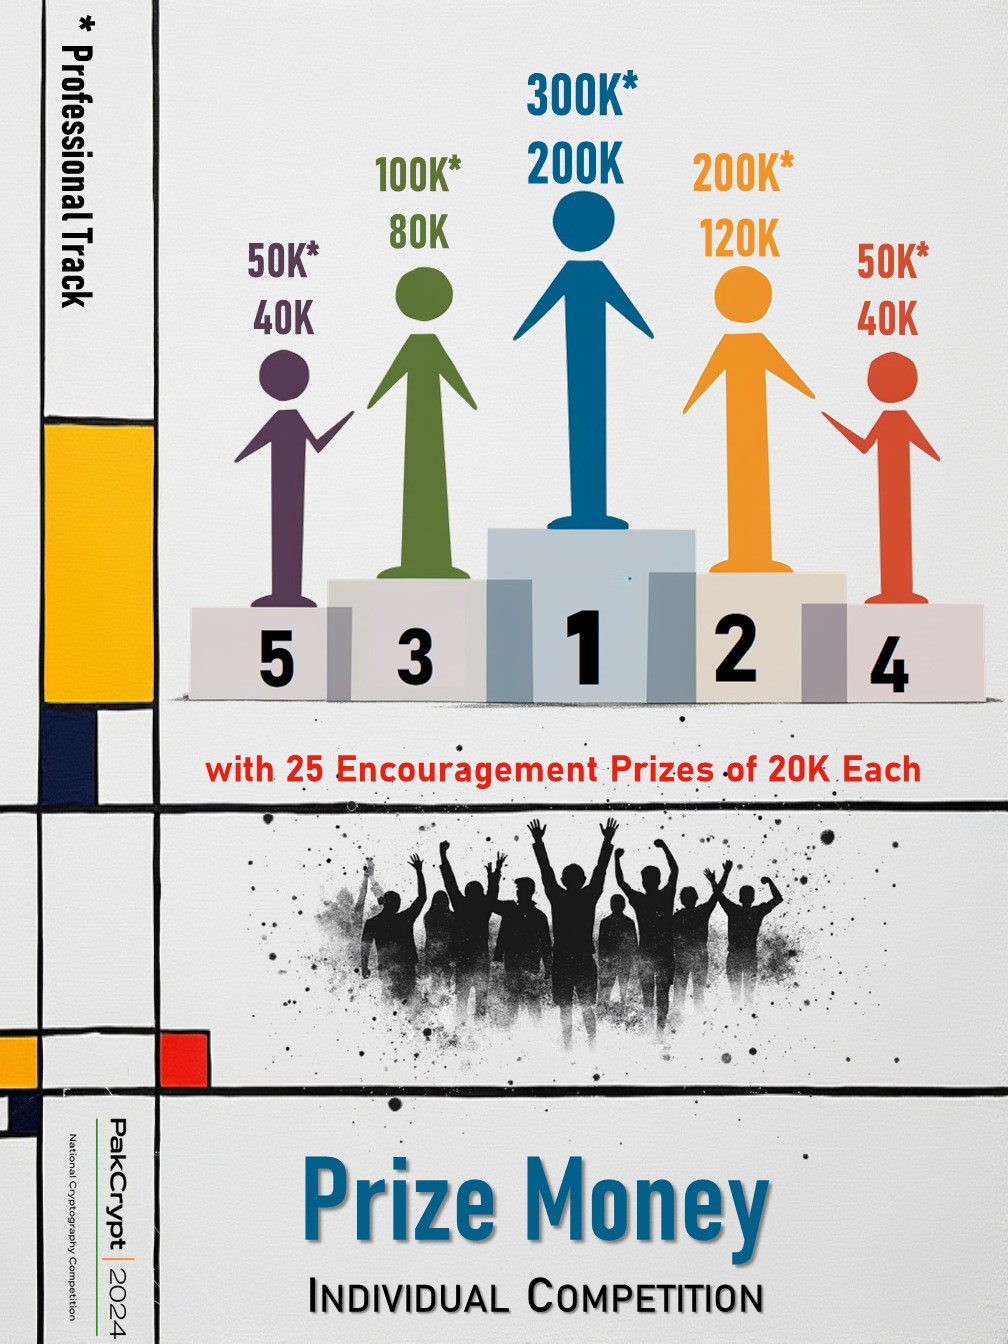 * Professional Track
300K*
200K
100K*
80K
200K*
120K
50K*
40K
50K*
40K
5
3
1
2
4
with 25 Encouragement Prizes of 20K Each
PakCrypt | 2024
National Cryptography Competition
Prize Money
INDIVIDUAL COMPETITION